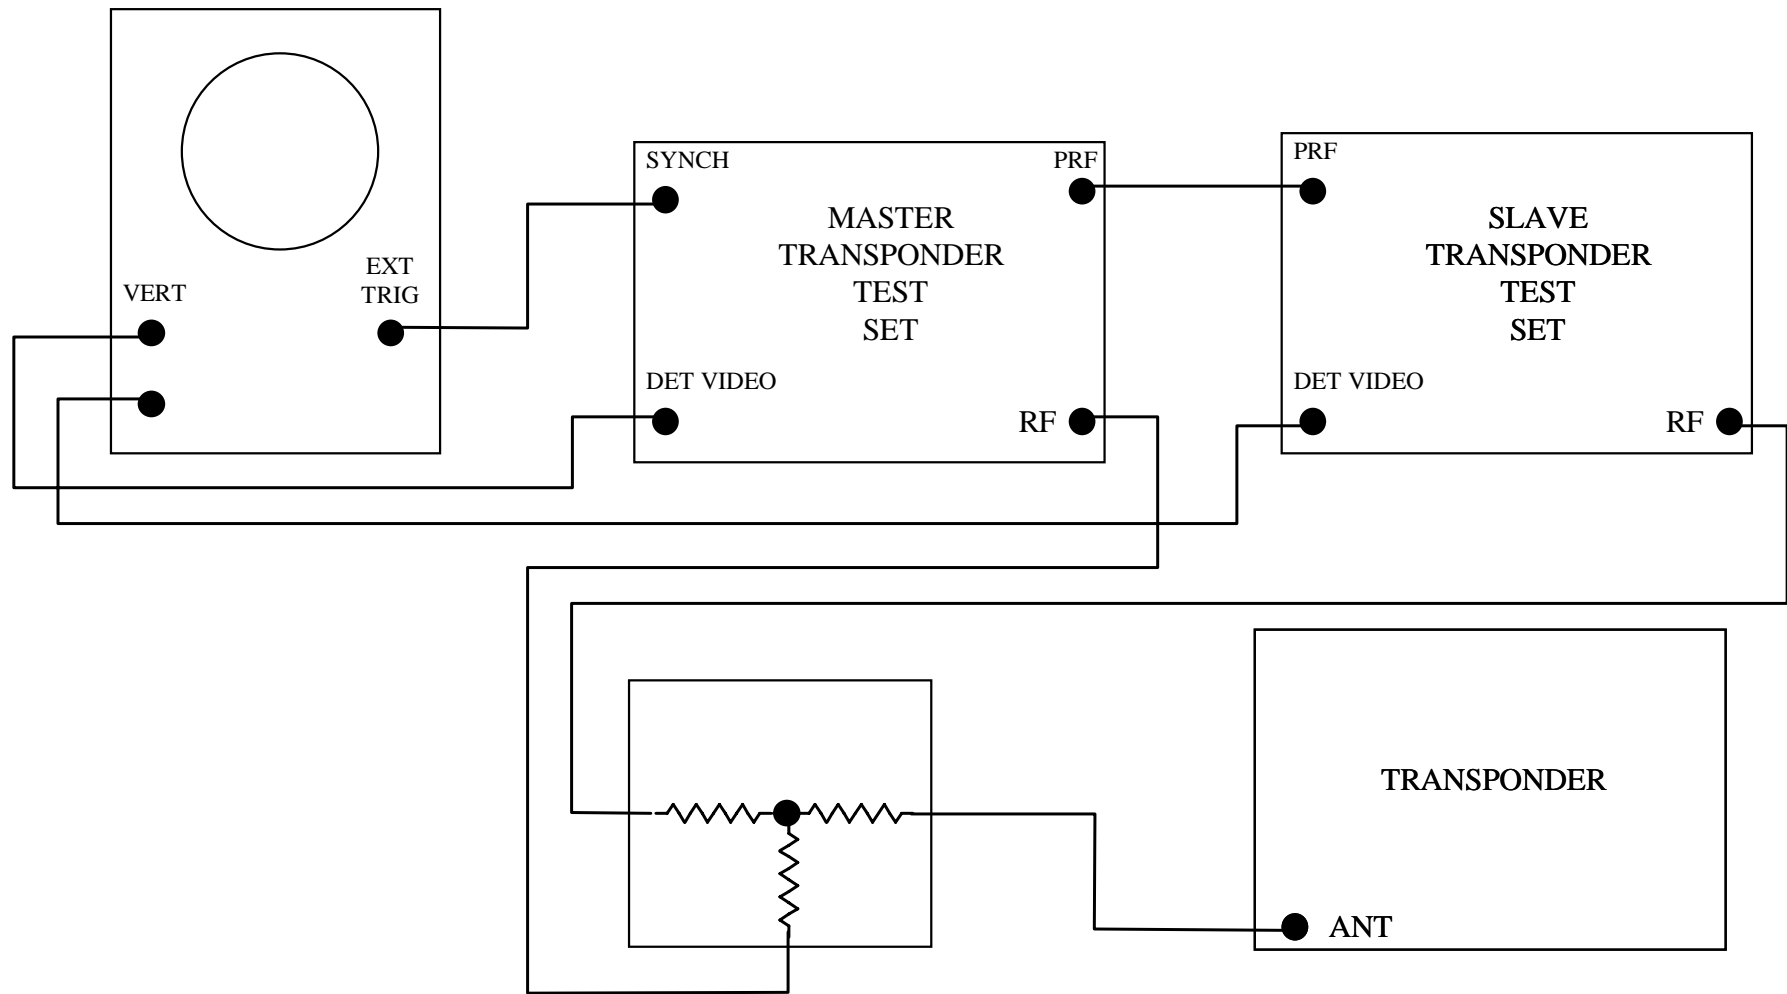 EXT
TRIG
VERT
SYNCH
PRF
MASTER
TRANSPONDER
TEST
SET
DET VIDEO
RF
PRF
SLAVE
TRANSPONDER
TEST
SET
DET VIDEO
RF
TRANSPONDER
ANT